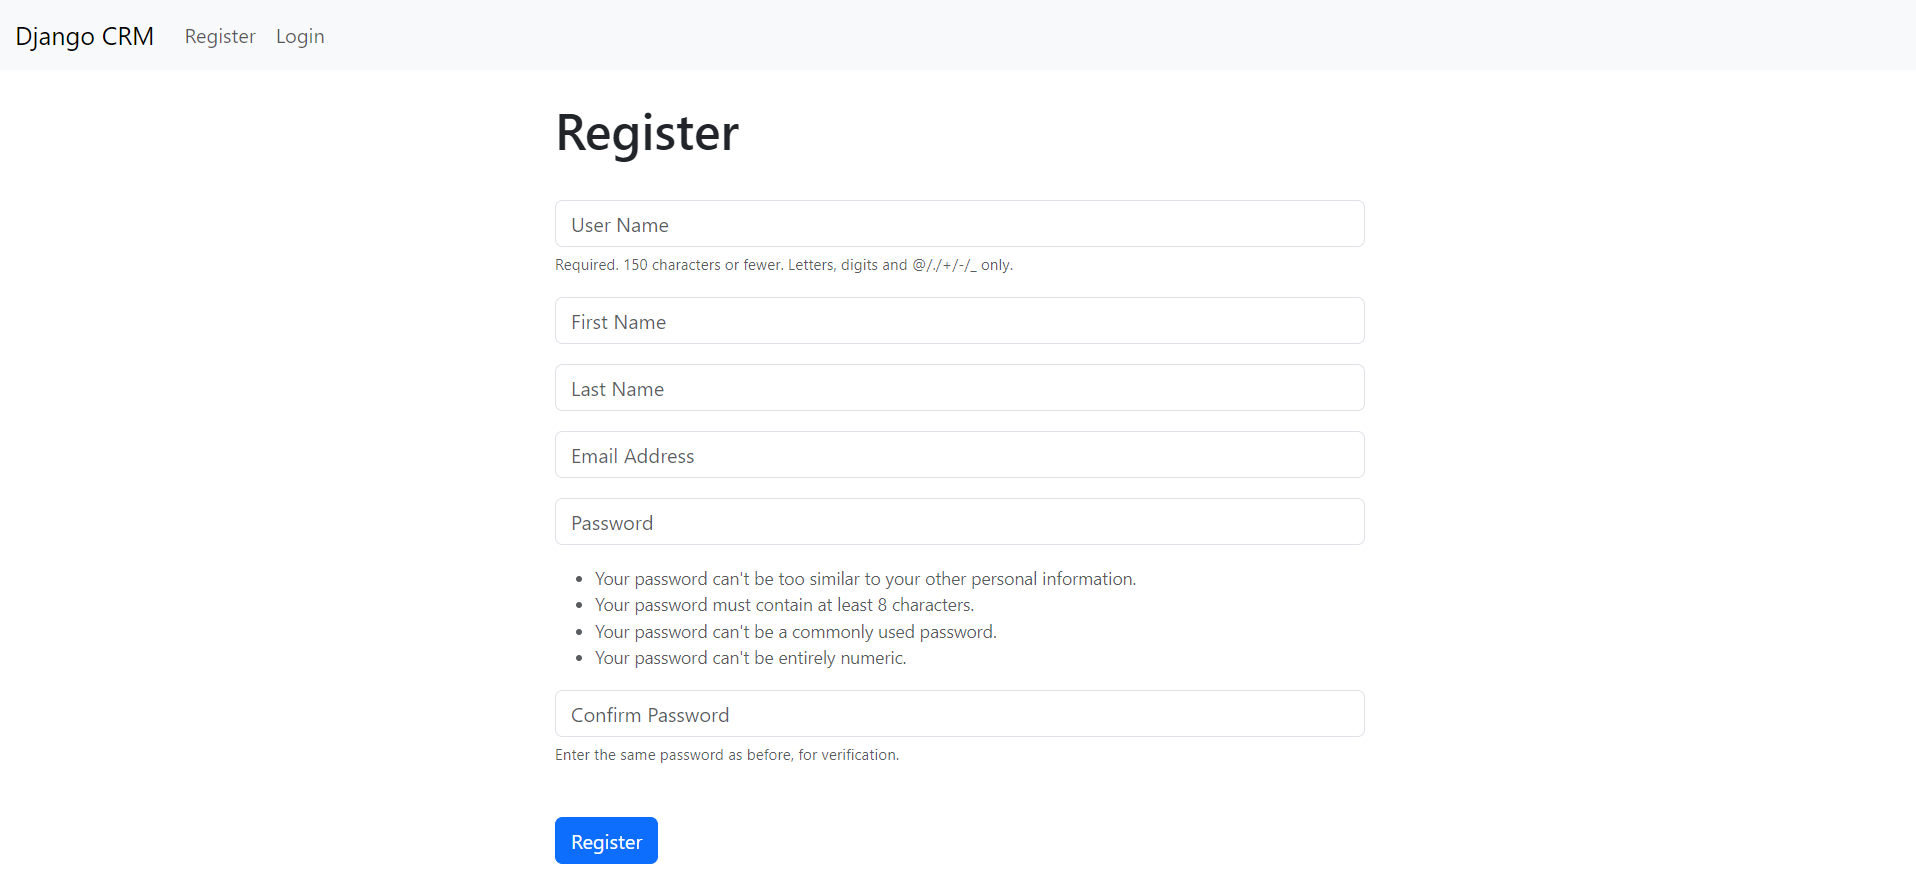 Django CRM Register Login
Register
User Name
Required. 150 characters or fewer. Letters, digits and @/./+/-/_ only.
First Name
Last Name
Email Address
Password
Your password can't be too similar to your other personal information.
Your password must contain at least 8 characters.
Your password can't be a commonly used password.
Your password can't be entirely numeric.
Confirm Password
Enter the same password as before, for verification.
Register